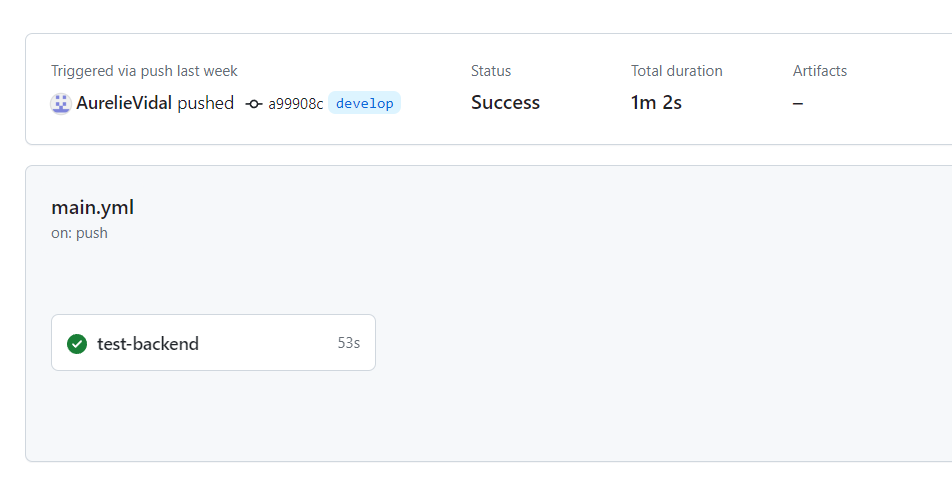 Triggered via push last week
AurelieVidal pushed a99908c develop
Status
Success
Total duration
1m 2s
Artifacts
–
main.yml
on: push
test-backend 53s